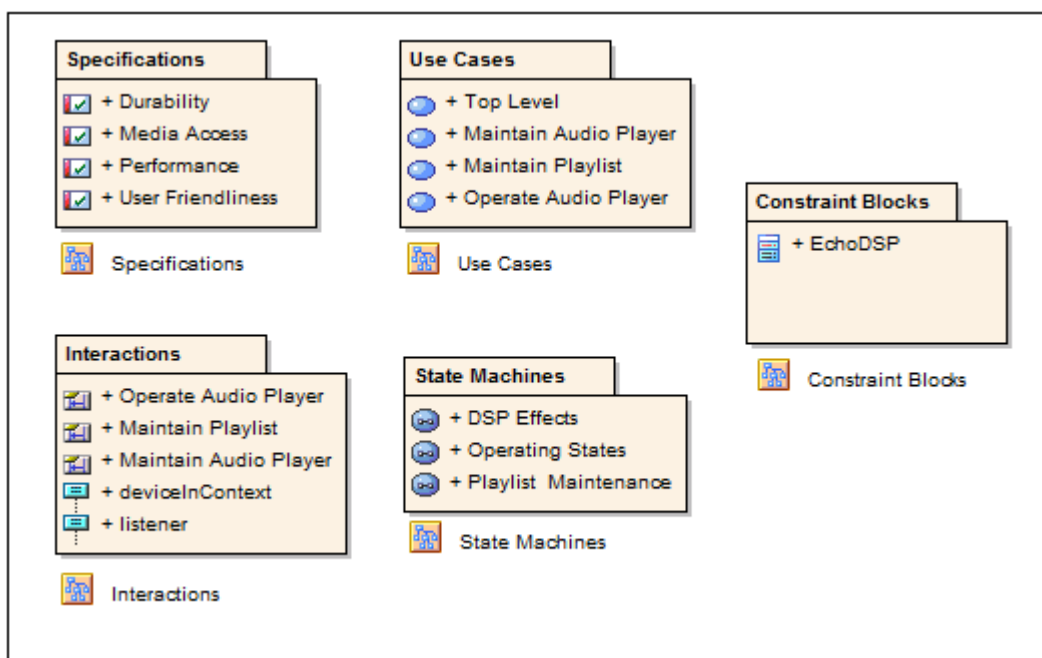 Specifications
+ Durability
+ Media Access
+ Performance
+ User Friendliness
Specifications
Use Cases
+ Top Level
+ Maintain Audio Player
+ Maintain Playlist
+ Operate Audio Player
Use Cases
Constraint Blocks
+ EchoDSP
Constraint Blocks
Interactions
+ Operate Audio Player
+ Maintain Playlist
+ Maintain Audio Player
+ deviceInContext
+ listener
Interactions
State Machines
+ DSP Effects
+ Operating States
+ Playlist Maintenance
State Machines